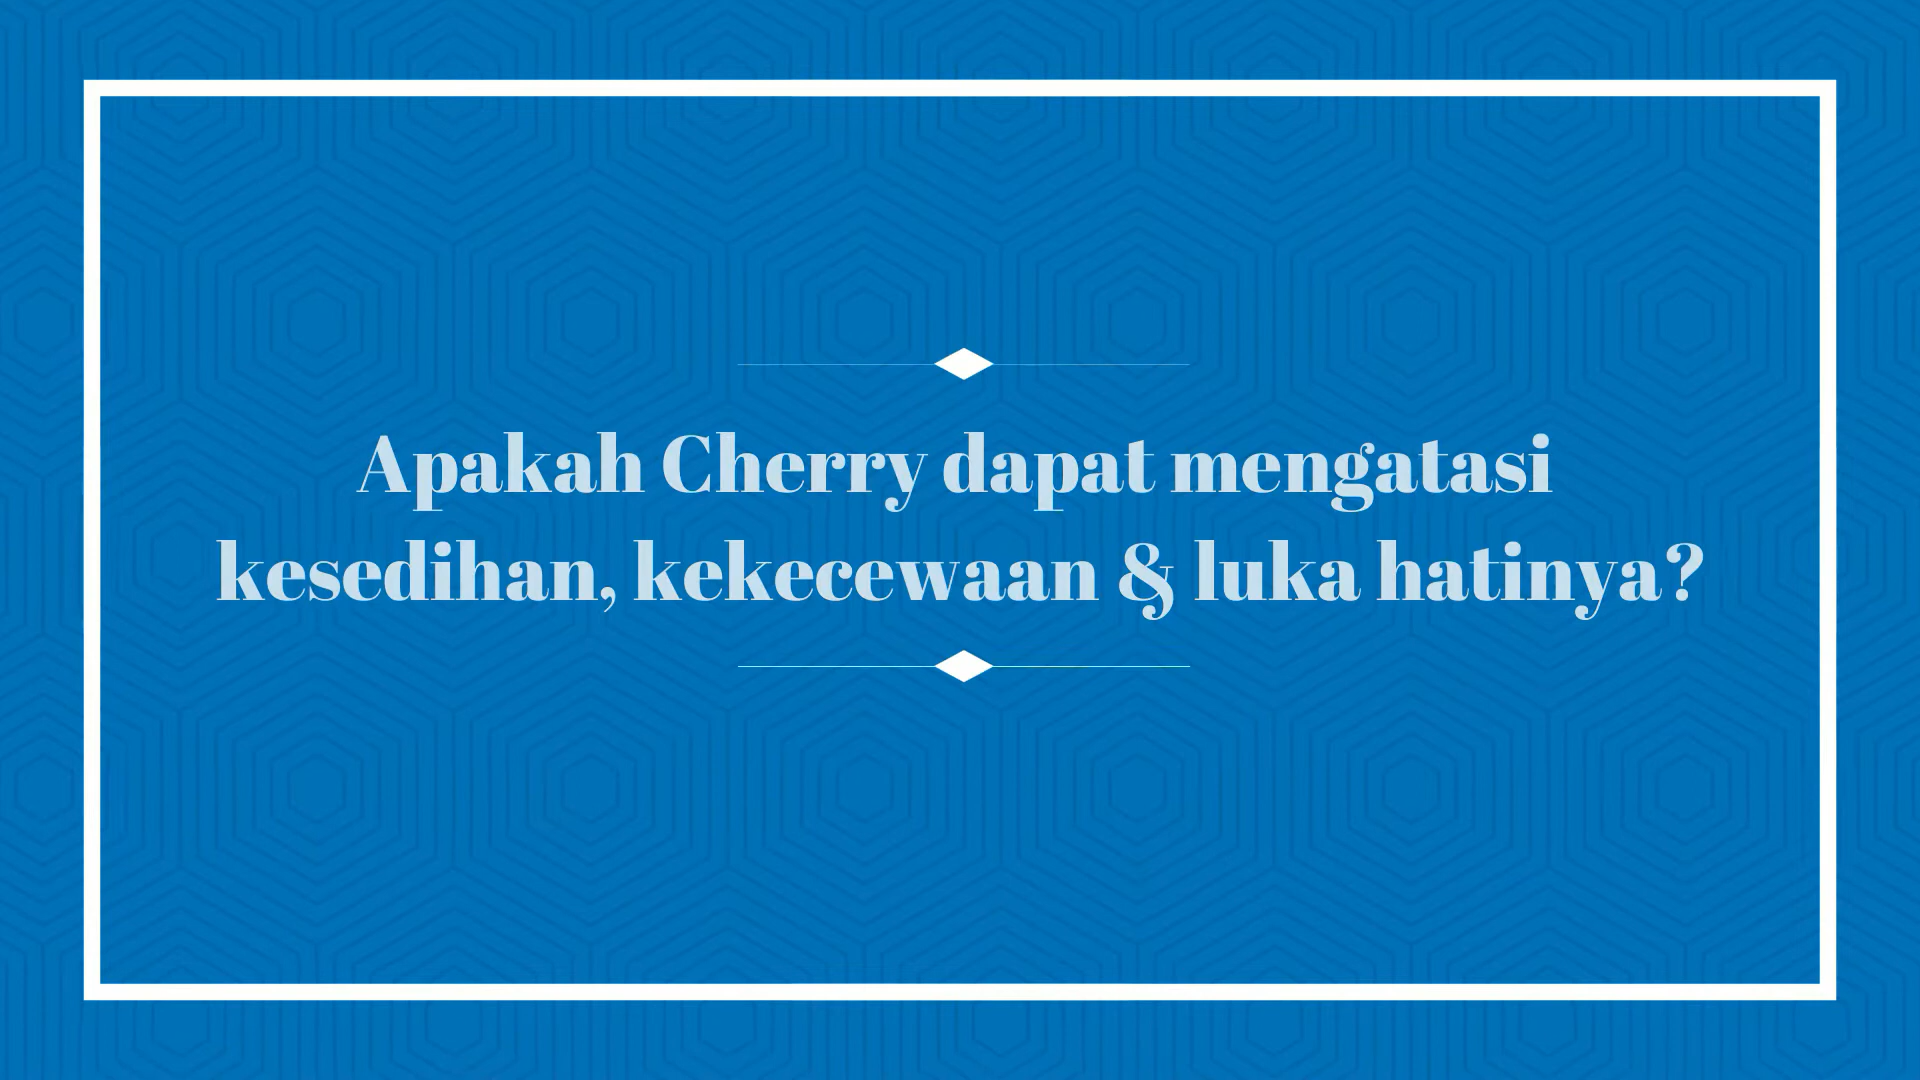 Apakah Cherry dapat mengatasi
kesedihan, kekecewaan & luka hatinya?